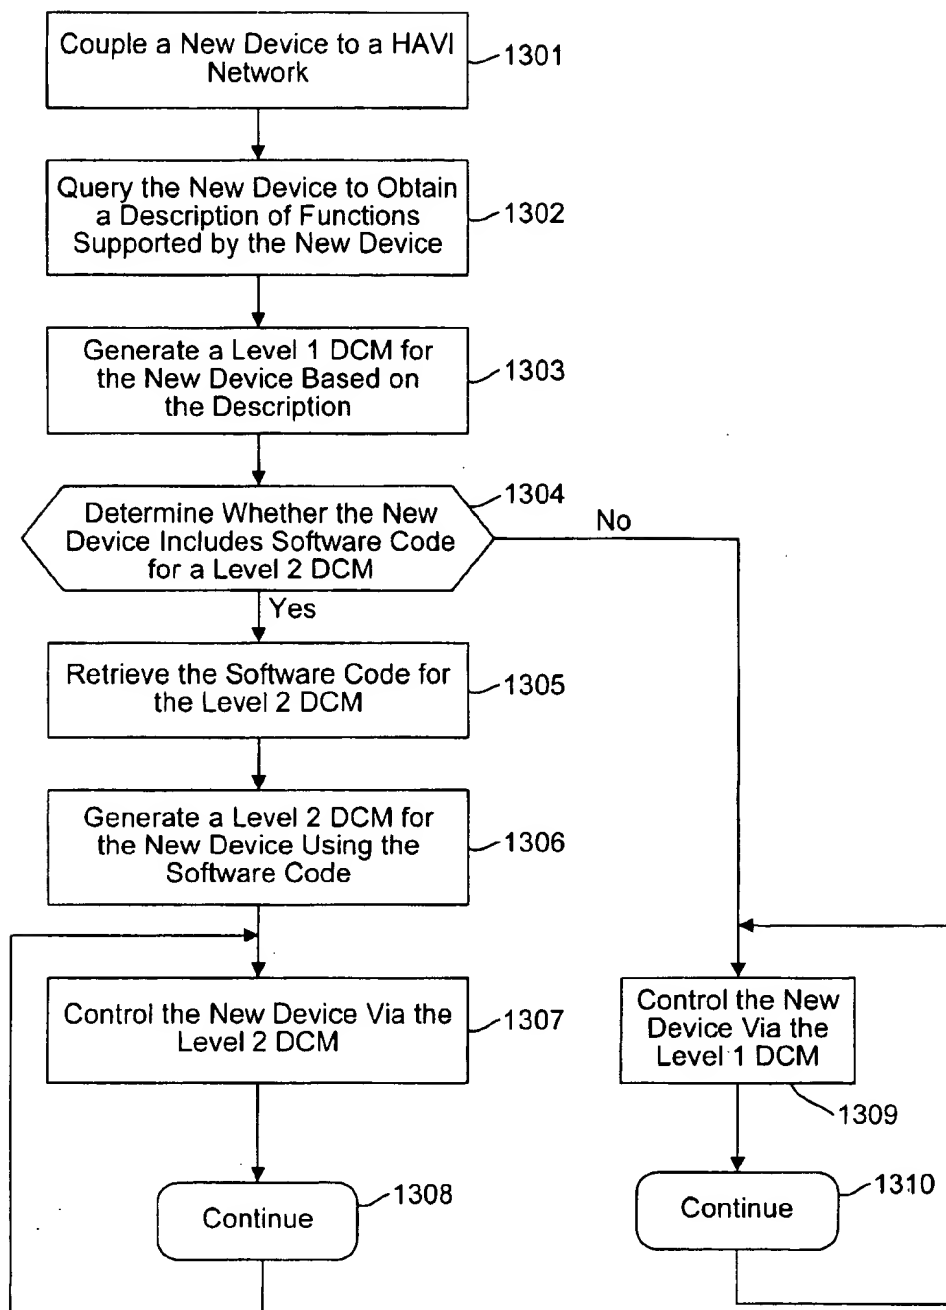 Couple a New Device to a HAVI
Network
1301
Query the New Device to Obtain
a Description of Functions
Supported by the New Device
1302
Generate a Level 1 DCM for
the New Device Based on
the Description
1303
1304
Determine Whether the New
Device Includes Software Code
for a Level 2 DCM
No
Yes
Retrieve the Software Code for
the Level 2 DCM
1305
Generate a Level 2 DCM for
the New Device Using the
Software Code
1306
Control the New Device Via the
Level 2 DCM
1307
Control the New
Device Via the
Level 1 DCM
1309
1308
Continue
1310
Continue